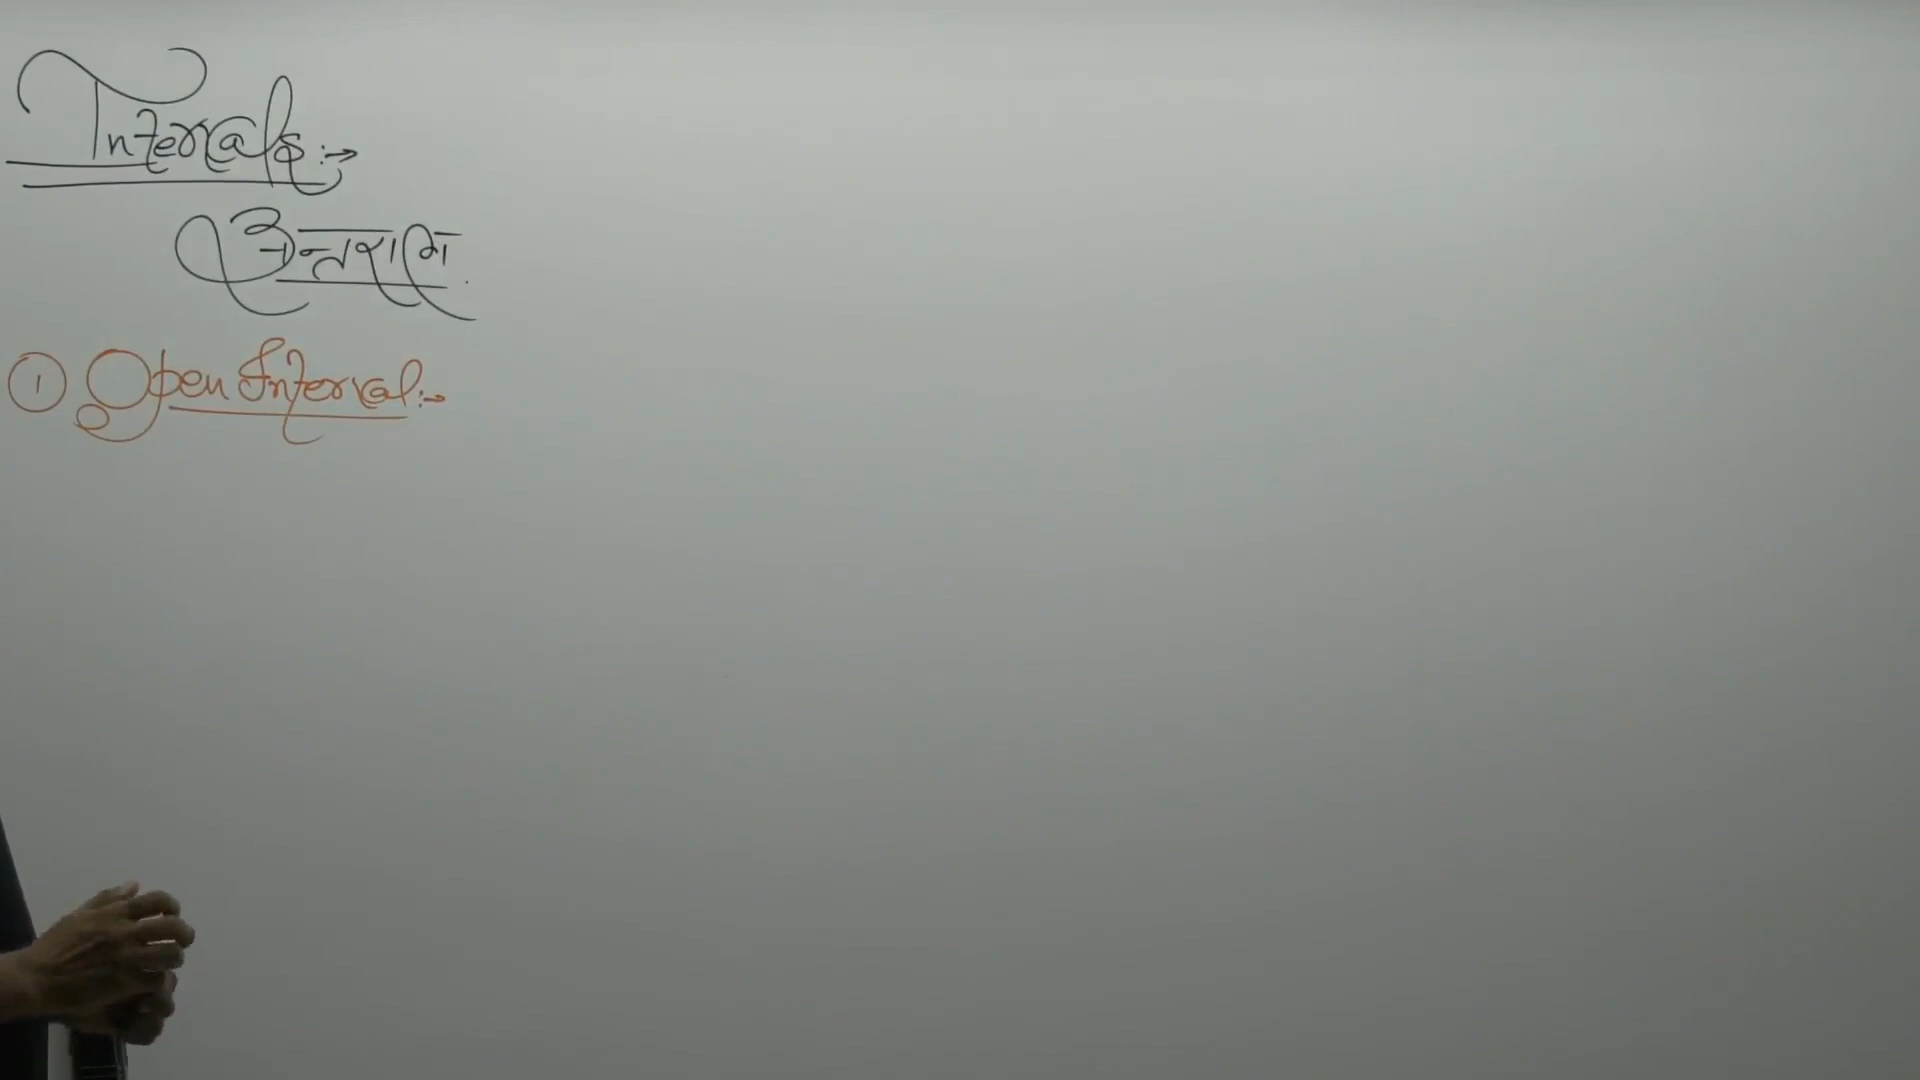 Intervals :→
अन्तराल
① Open Interval :→